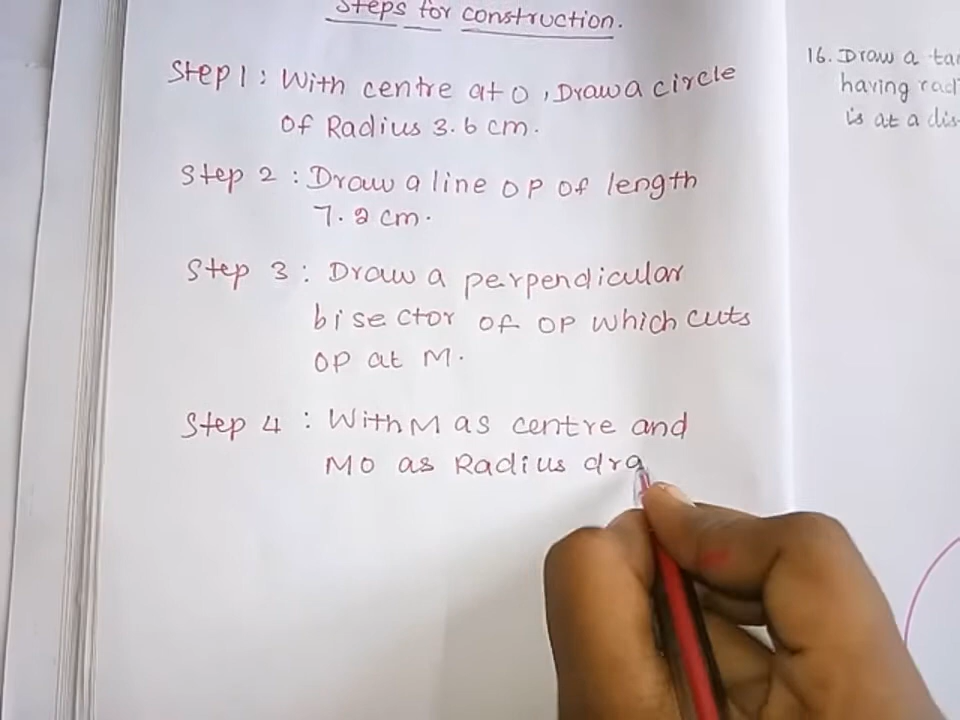 Steps for construction.
Step 1 : With centre at O , Draw a circle
Of Radius 3.6 cm.
Step 2 : Draw a line OP of length
7.2 cm.
Step 3 : Draw a perpendicular
bisector of OP which cuts
OP at M.
Step 4 : With M as centre and
MO as Radius dra
16. Draw a ta
having rad
is at a dis